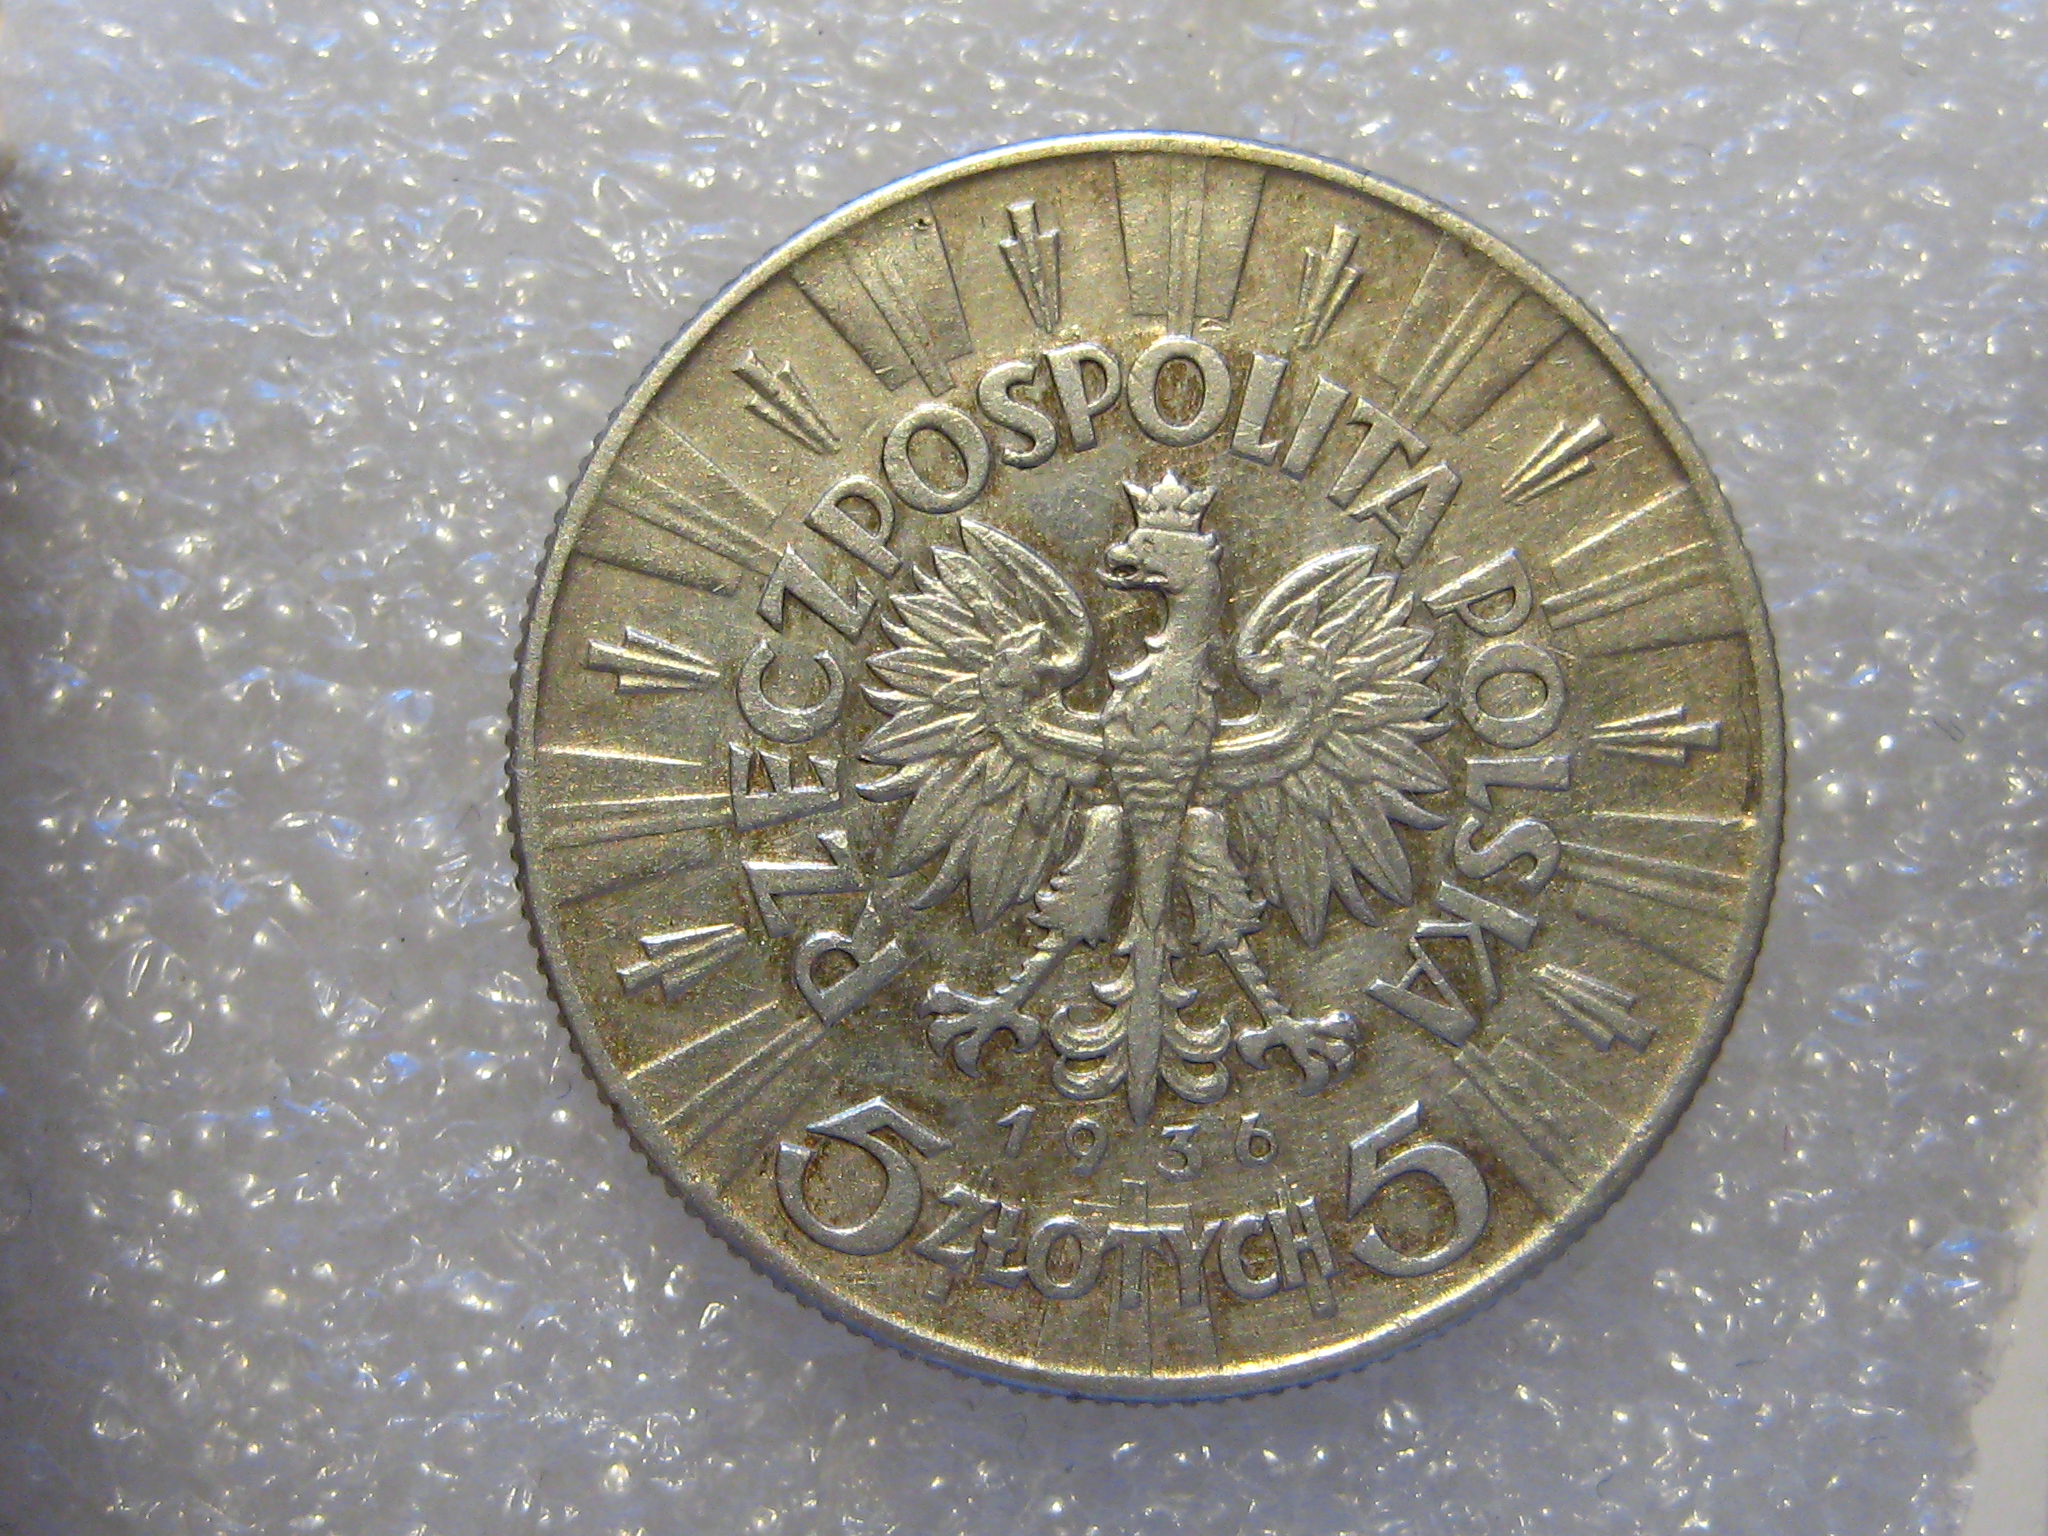 RZECZPOSPOLITA POLSKA
1936
5 ZŁOTYCH 5